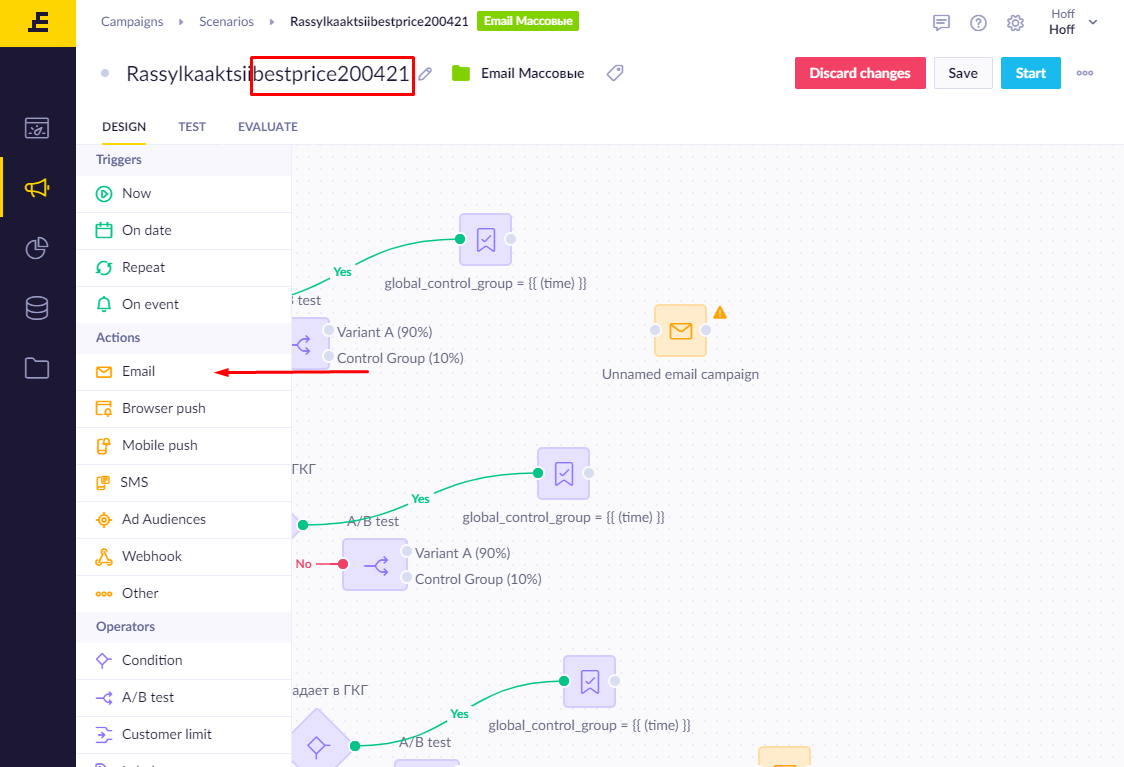 Campaigns
Scenarios
Rassylkaaktsiibestprice200421
Email Массовые
Hoff
Hoff
Rassylkaaktsiibestprice200421
Email Массовые
Discard changes
Save
Start
DESIGN
TEST
EVALUATE
Triggers
Now
On date
Repeat
On event
Actions
Email
Browser push
Mobile push
SMS
Ad Audiences
Webhook
Other
Operators
Condition
A/B test
Customer limit
Yes
global_control_group = {{ (time) }}
test
Variant A (90%)
Control Group (10%)
Unnamed email campaign
ГКГ
Yes
global_control_group = {{ (time) }}
A/B test
No
Variant A (90%)
Control Group (10%)
адает в ГКГ
Yes
global_control_group = {{ (time) }}
A/B test